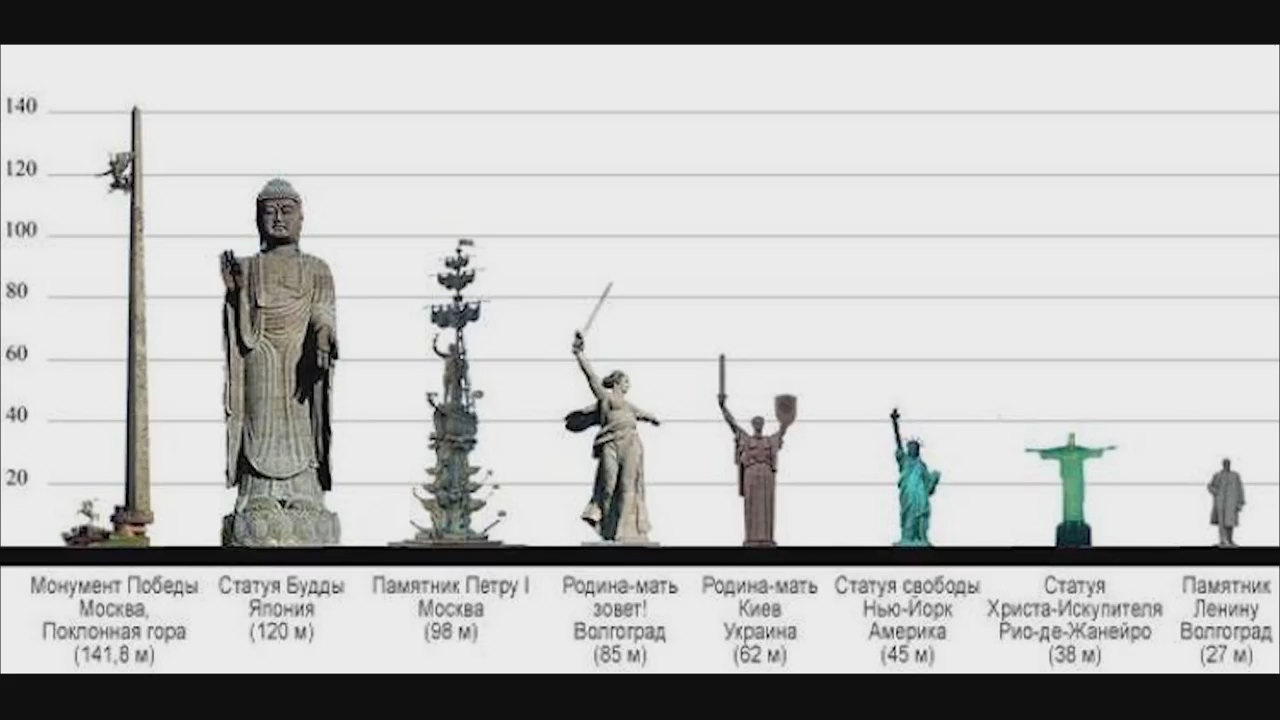 140
120
100
80
60
40
20
Монумент Победы
Москва,
Поклонная гора
(141,8 м)
Статуя Будды
Япония
(120 м)
Памятник Петру I
Москва
(98 м)
Родина-мать
зовет!
Волгоград
(85 м)
Родина-мать
Киев
Украина
(62 м)
Статуя свободы
Нью-Йорк
Америка
(45 м)
Статуя
Христа-Искупителя
Рио-де-Жанейро
(38 м)
Памятник
Ленину
Волгоград
(27 м)